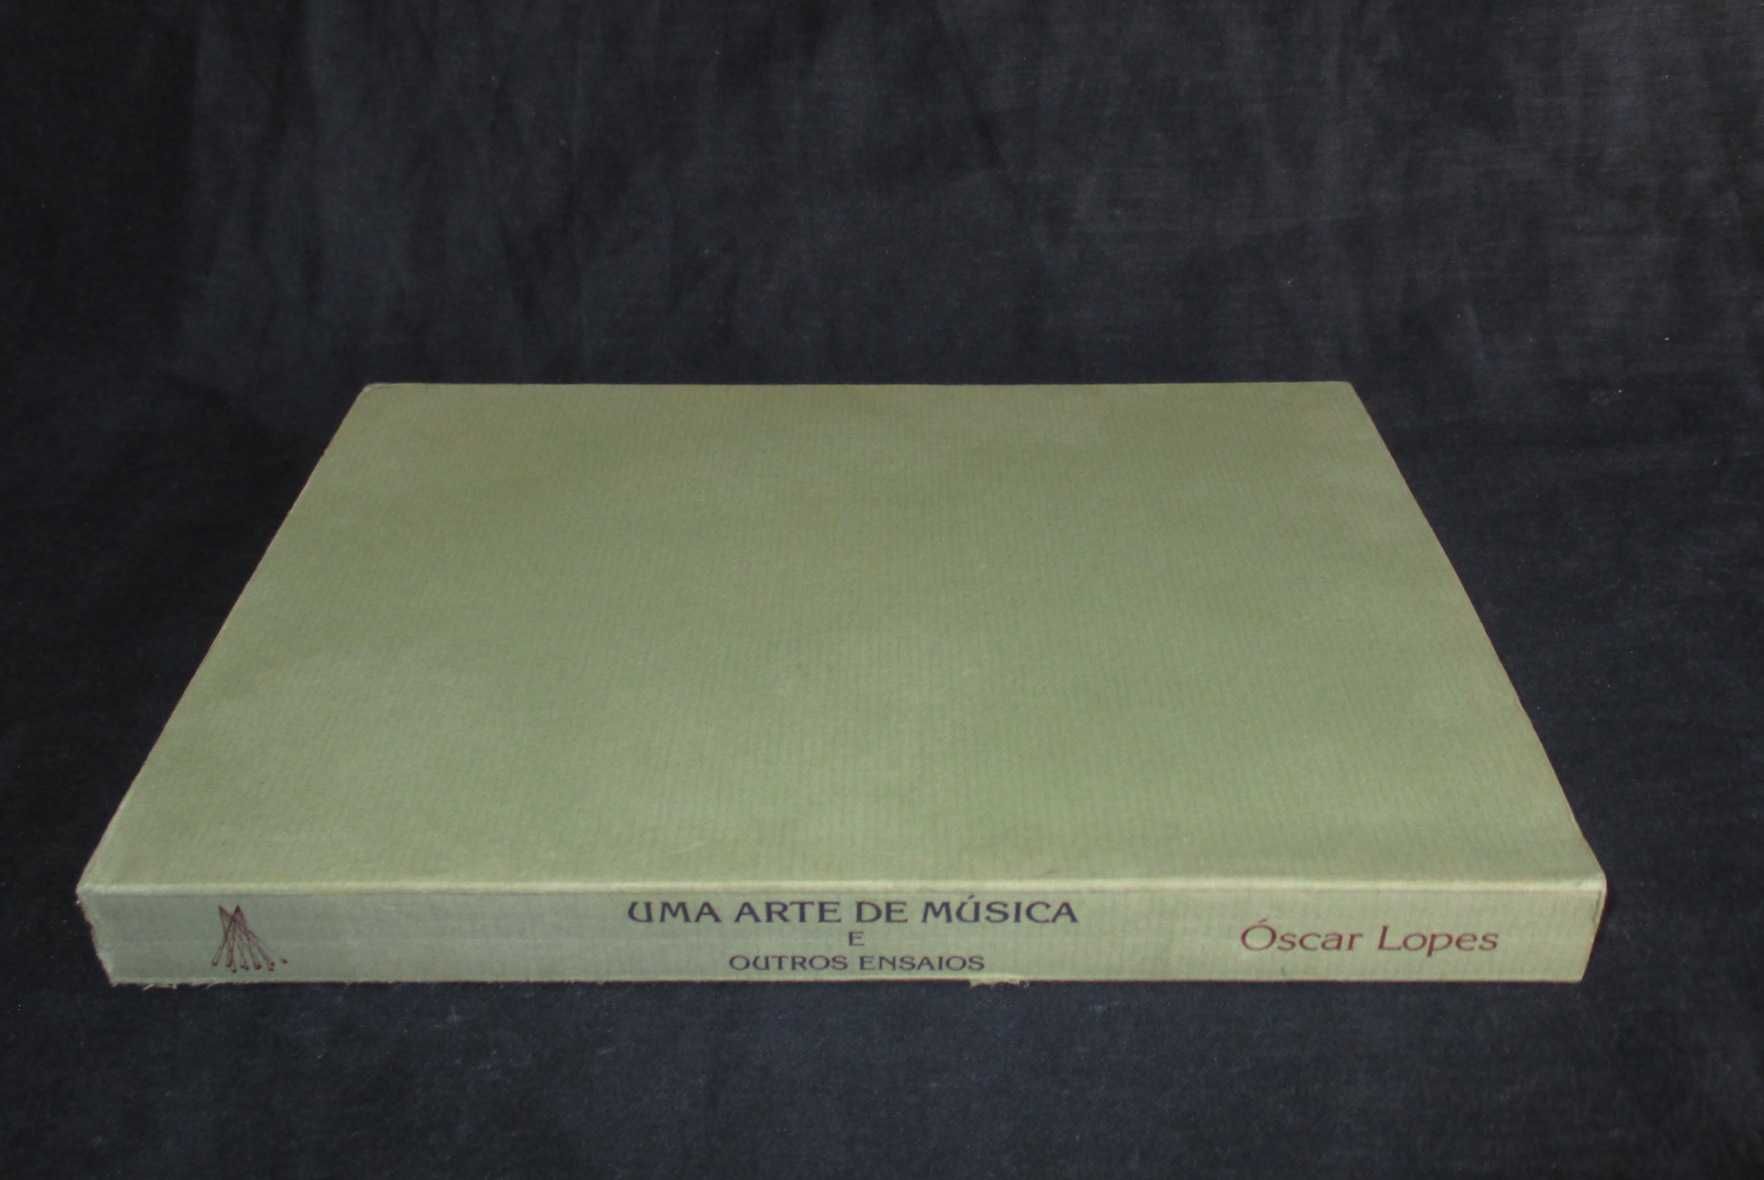 UMA ARTE DE MÚSICA
E
OUTROS ENSAIOS
Óscar Lopes